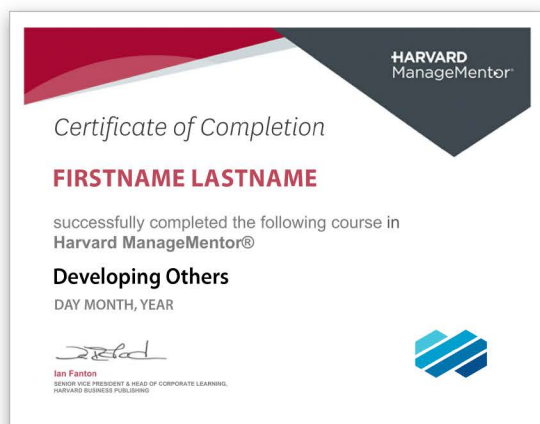 HARVARD
ManageMentor®
Certificate of Completion
FIRSTNAME LASTNAME
successfully completed the following course in
Harvard ManageMentor®
Developing Others
DAY MONTH, YEAR
Ian Fanton
SENIOR VICE PRESIDENT & HEAD OF CORPORATE LEARNING,
HARVARD BUSINESS PUBLISHING